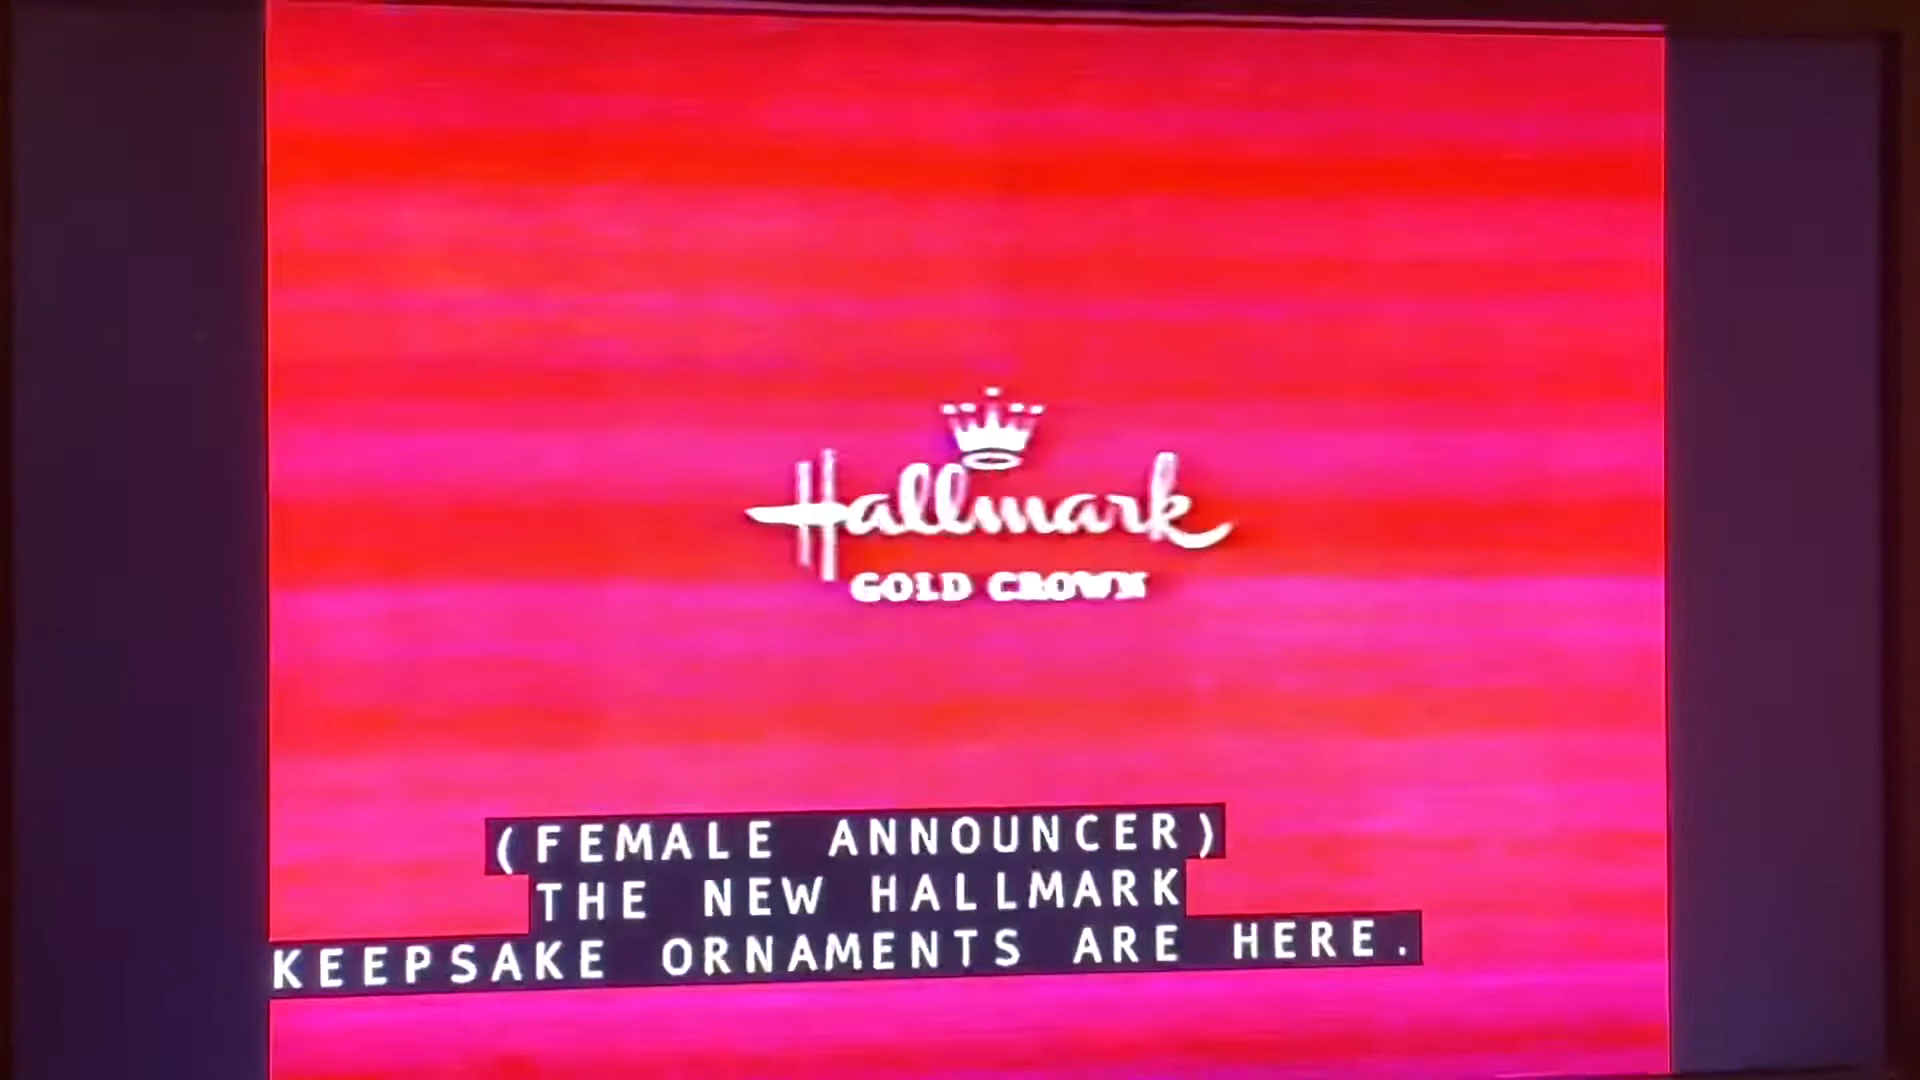 Hallmark
GOLD CROWN
(FEMALE ANNOUNCER)
THE NEW HALLMARK
KEEPSAKE ORNAMENTS ARE HERE.